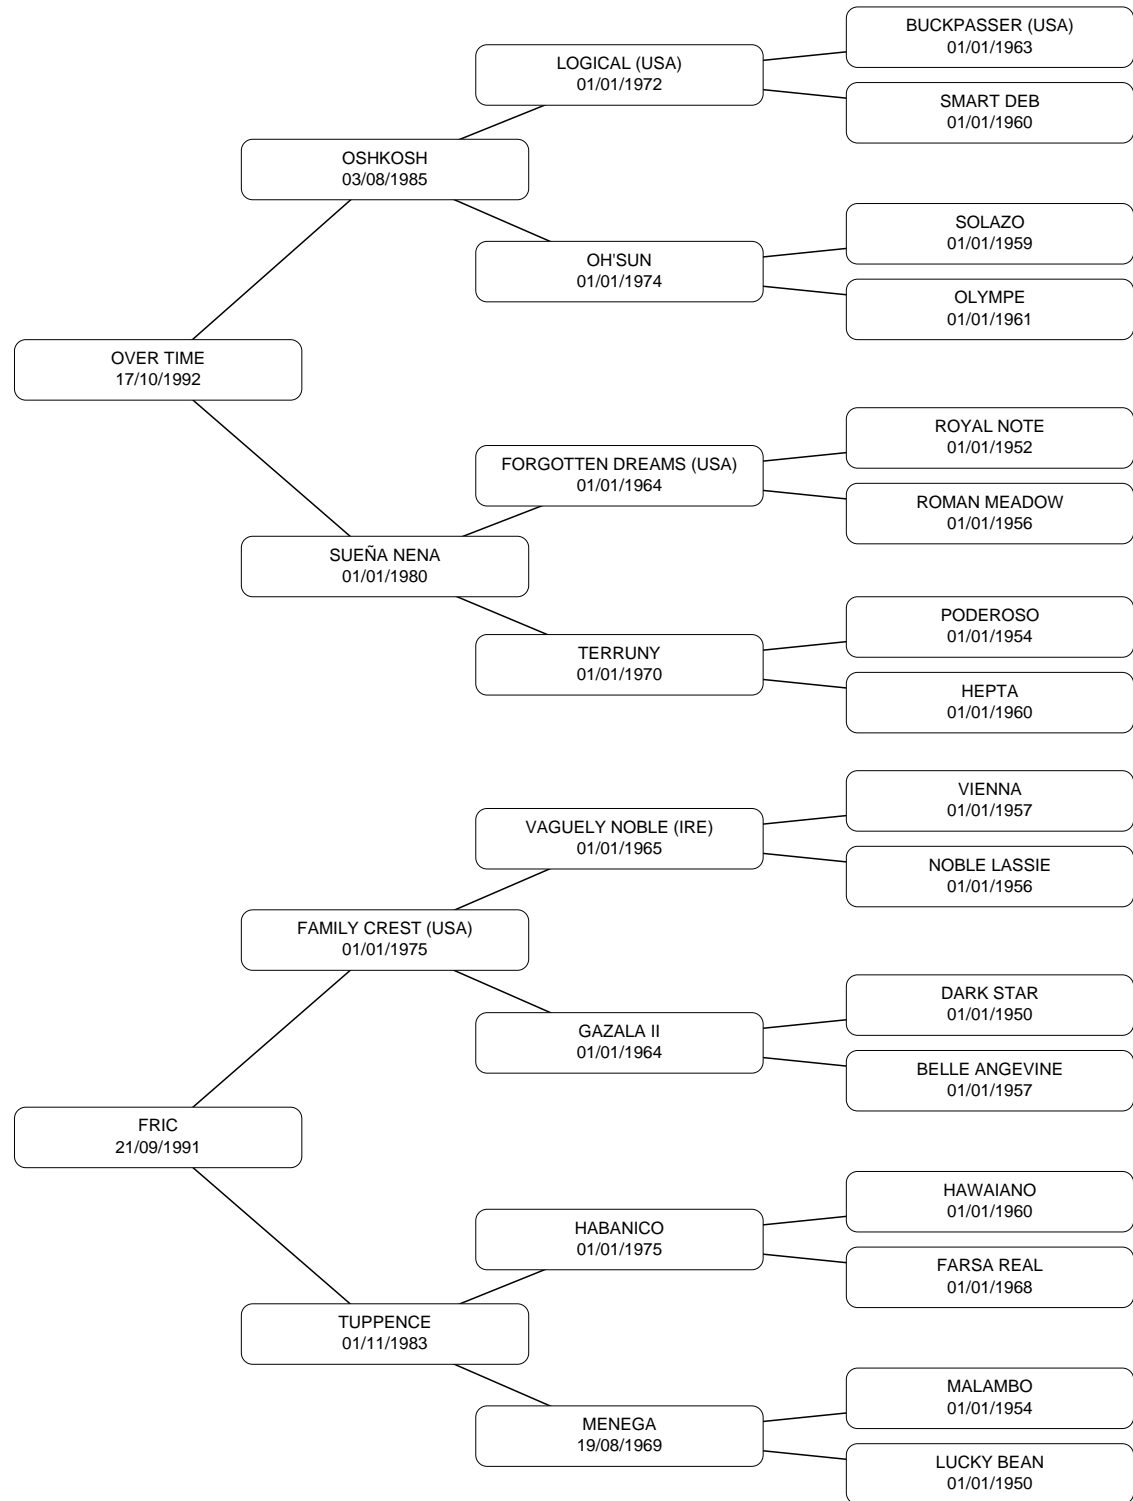 BUCKPASSER (USA)
01/01/1963
LOGICAL (USA)
01/01/1972
SMART DEB
01/01/1960
OSHKOSH
03/08/1985
SOLAZO
01/01/1959
OH'SUN
01/01/1974
OLYMPE
01/01/1961
OVER TIME
17/10/1992
ROYAL NOTE
01/01/1952
FORGOTTEN DREAMS (USA)
01/01/1964
ROMAN MEADOW
01/01/1956
SUEÑA NENA
01/01/1980
PODEROSO
01/01/1954
TERRUNY
01/01/1970
HEPTA
01/01/1960
VIENNA
01/01/1957
VAGUELY NOBLE (IRE)
01/01/1965
NOBLE LASSIE
01/01/1956
FAMILY CREST (USA)
01/01/1975
DARK STAR
01/01/1950
GAZALA II
01/01/1964
BELLE ANGEVINE
01/01/1957
FRIC
21/09/1991
HAWAIANO
01/01/1960
HABANICO
01/01/1975
FARSA REAL
01/01/1968
TUPPENCE
01/11/1983
MALAMBO
01/01/1954
MENEGA
19/08/1969
LUCKY BEAN
01/01/1950